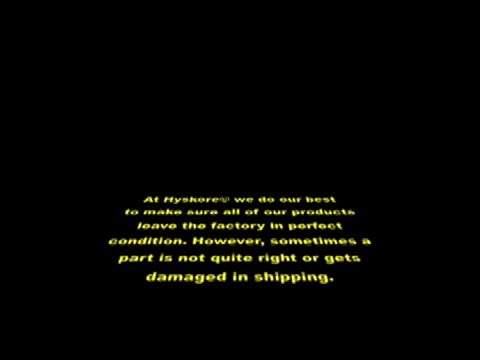 At Hyskore® we do our best
to make sure all of our products
leave the factory in perfect
condition. However, sometimes a
part is not quite right or gets
damaged in shipping.